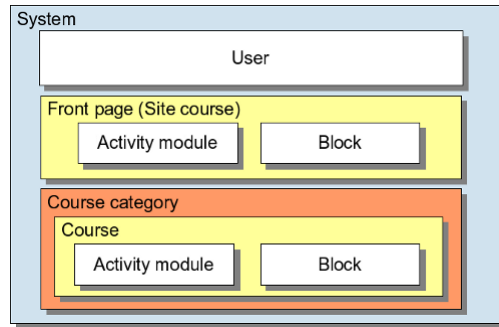 System
User
Front page (Site course)
Activity module
Block
Course category
Course
Activity module
Block